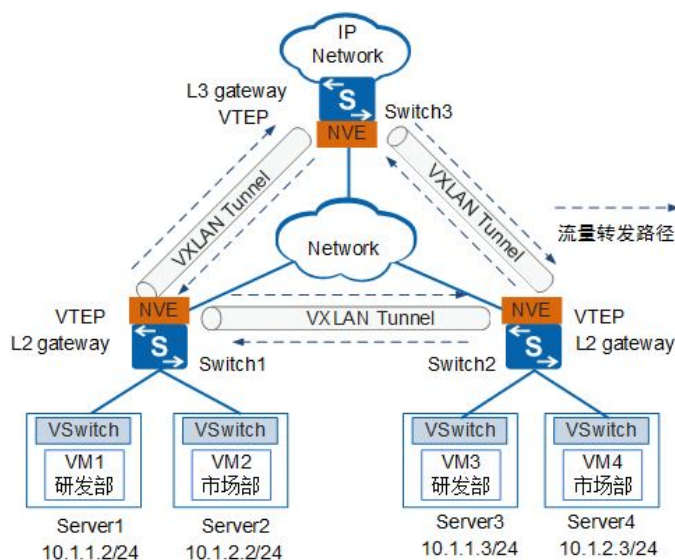 IP
Network
L3 gateway
VTEP
S
Switch3
NVE
VXLAN Tunnel
VXLAN Tunnel
流量转发路径
Network
NVE
NVE
VTEP
VTEP
L2 gateway
L2 gateway
S
S
VXLAN Tunnel
Switch1
Switch2
VSwitch
VSwitch
VSwitch
VSwitch
VM1
研发部
VM2
市场部
VM3
研发部
VM4
市场部
Server1
10.1.1.2/24
Server2
10.1.2.2/24
Server3
10.1.1.3/24
Server4
10.1.2.3/24